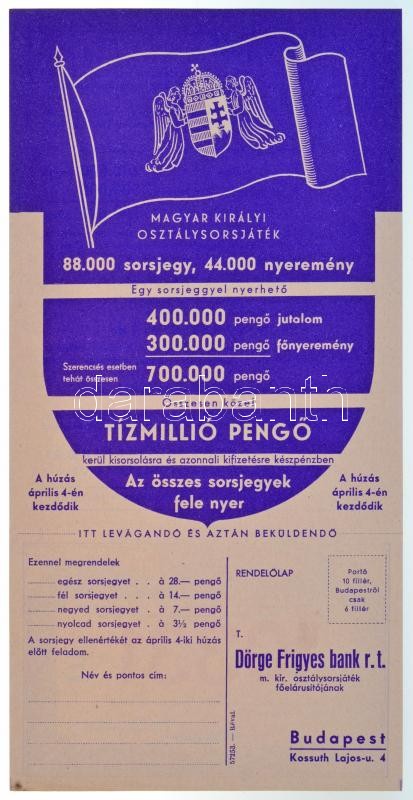 MAGYAR KIRÁLYI
OSZTÁLYSORSJÁTÉK
88.000 sorsjegy, 44.000 nyeremény
Egy sorsjeggyel nyerhető
400.000 pengő jutalom
300.000 pengő főnyeremény
Szerencsés esetben
tehát összesen 700.000 pengő
Összesen közel
TÍZMILLIÓ PENGŐ
kerül kisorsolásra és azonnali kifizetésre készpénzben
Az összes sorsjegyek
fele nyer
A húzás
április 4-én
kezdődik
A húzás
április 4-én
kezdődik
ITT LEVÁGANDÓ ÉS AZTÁN BEKÜLDENDŐ
Ezennel megrendelek
egész sorsjegyet . . à 28.— pengő
fél sorsjegyet . . . à 14.— pengő
negyed sorsjegyet . à 7.— pengő
nyolcad sorsjegyet . à 3½ pengő
A sorsjegy ellenértékét az április 4-iki húzás
előtt feladom.
Név és pontos cím:
57253. — Révai.
RENDELŐLAP
Portó
10 fillér,
Budapestről
csak
6 fillér
T.
Dörge Frigyes bank r. t.
m. kir. osztálysorsjáték
főelárusítójának
Budapest
Kossuth Lajos-u. 4
darabanth